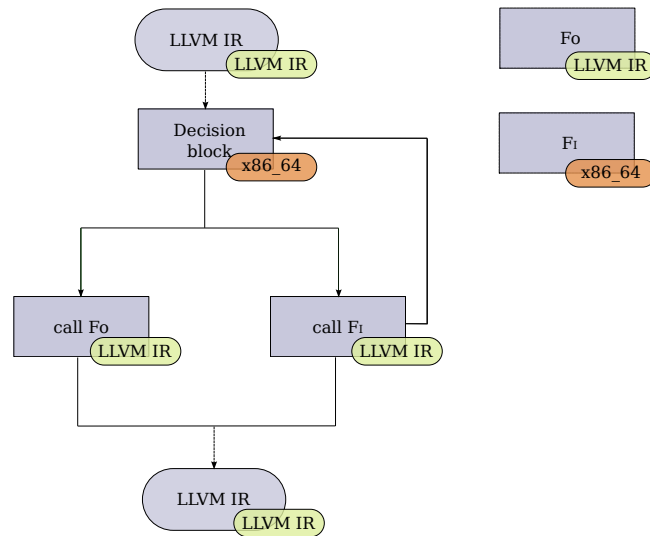 LLVM IR
LLVM IR
Fo
LLVM IR
Decision
block
x86_64
FI
x86_64
call Fo
LLVM IR
call FI
LLVM IR
LLVM IR
LLVM IR